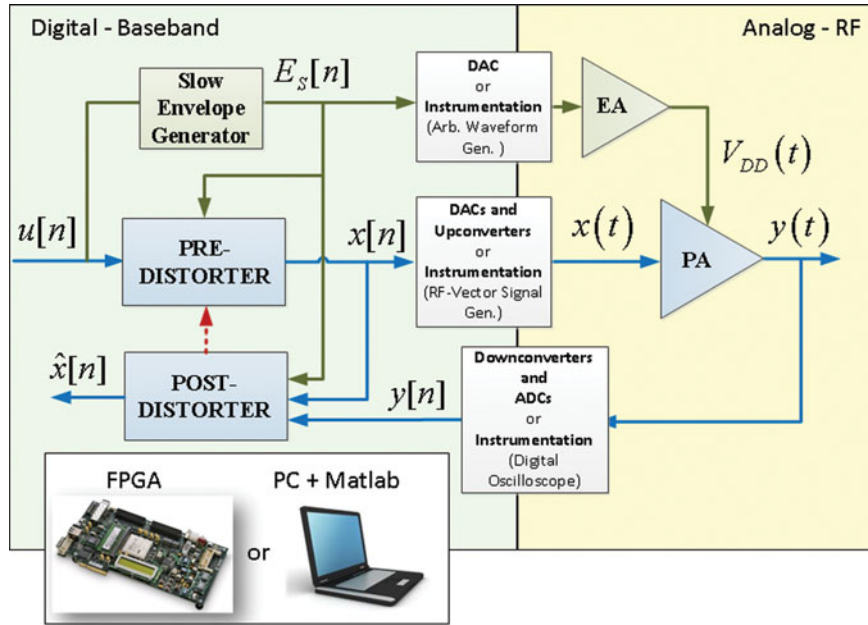 Digital - Baseband
Analog - RF
Slow
Envelope
Generator
E_S[n]
DAC
or
Instrumentation
(Arb. Waveform
Gen. )
EA
V_DD(t)
u[n]
PRE-
DISTORTER
x[n]
DACs and
Upconverters
or
Instrumentation
(RF-Vector Signal
Gen.)
x(t)
PA
y(t)
x̂[n]
POST-
DISTORTER
y[n]
Downconverters
and
ADCs
or
Instrumentation
(Digital
Oscilloscope)
FPGA
or
PC + Matlab